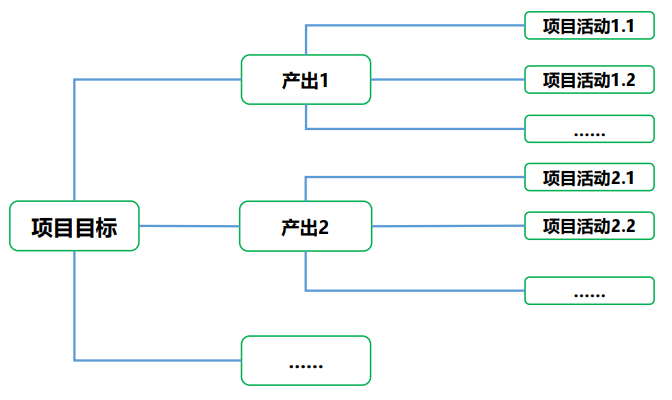 项目目标
产出1
项目活动1.1
项目活动1.2
......
产出2
项目活动2.1
项目活动2.2
......
......